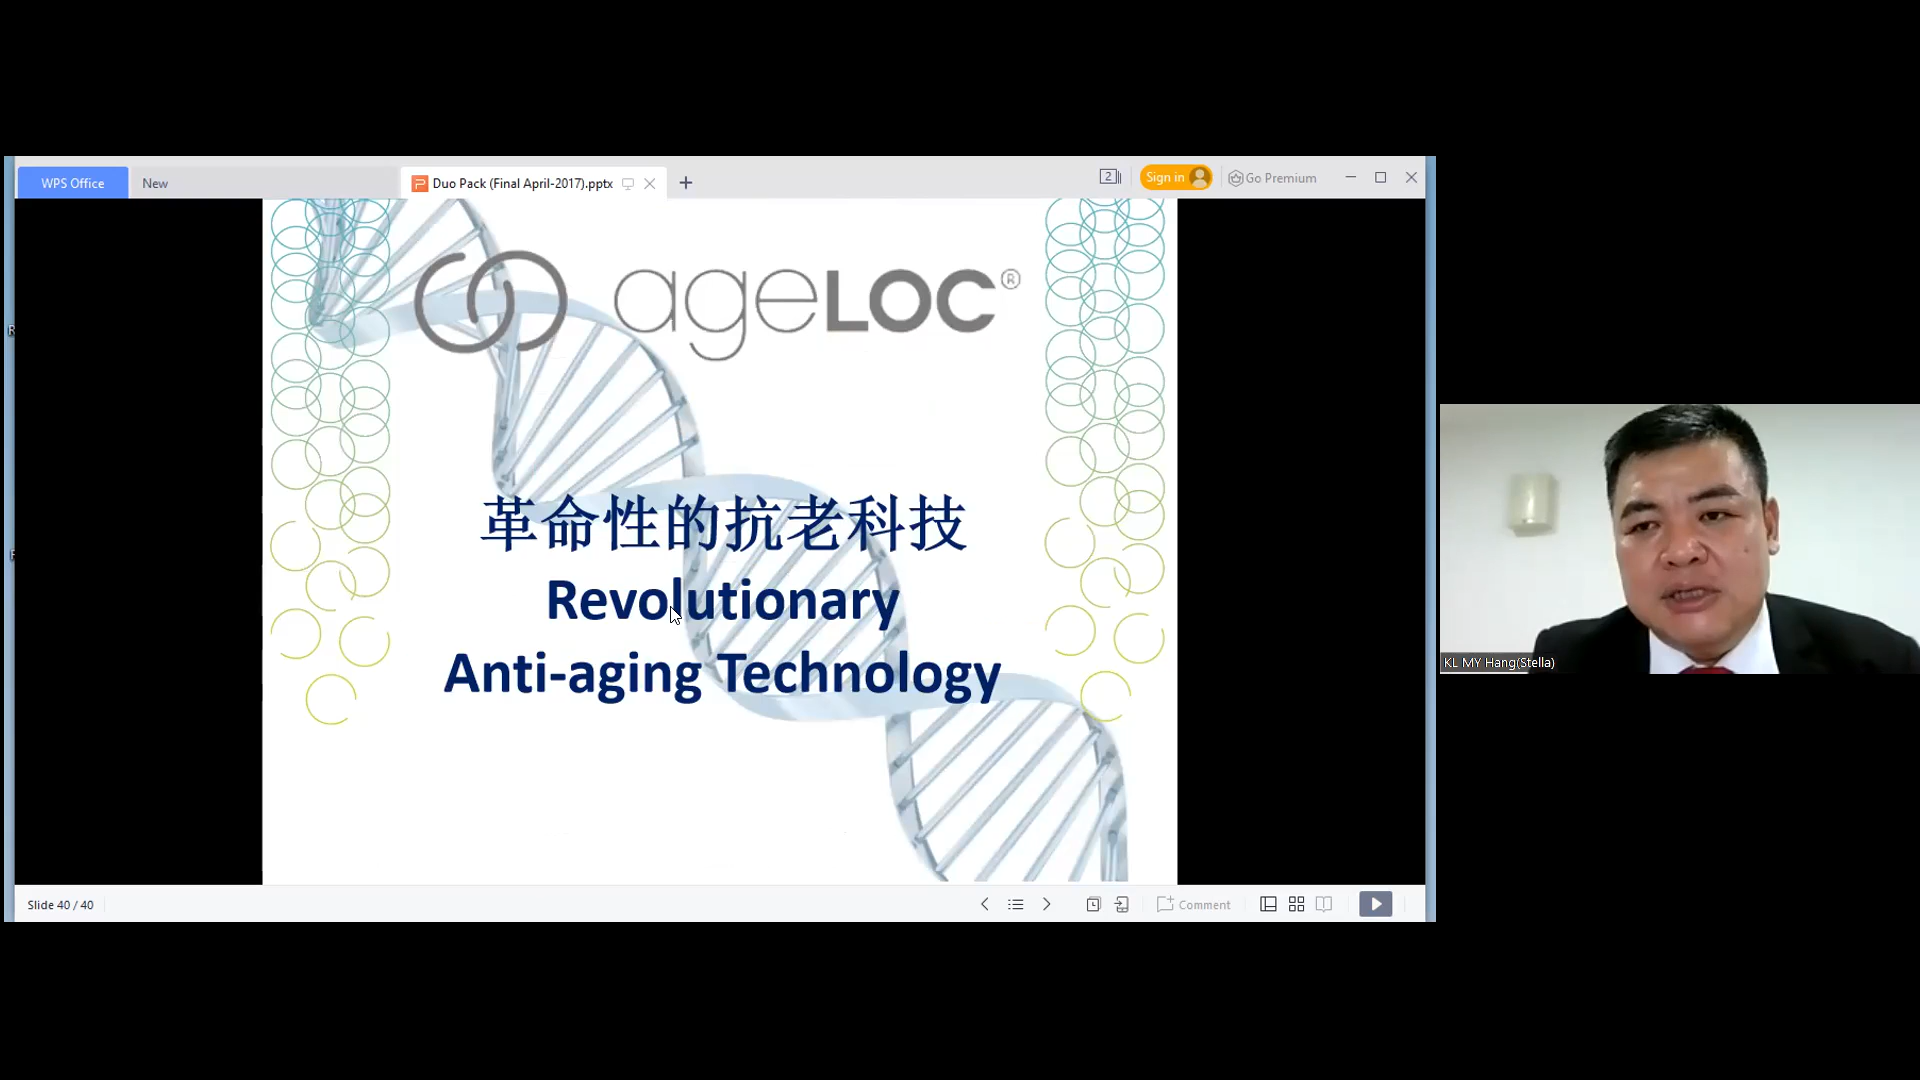 WPS Office
New
Duo Pack (Final April-2017).pptx
2
Sign in
Go Premium
ageLOC®
革命性的抗老科技
Revolutionary
Anti-aging Technology
KL MY Hang(Stella)
Slide 40 / 40
Comment